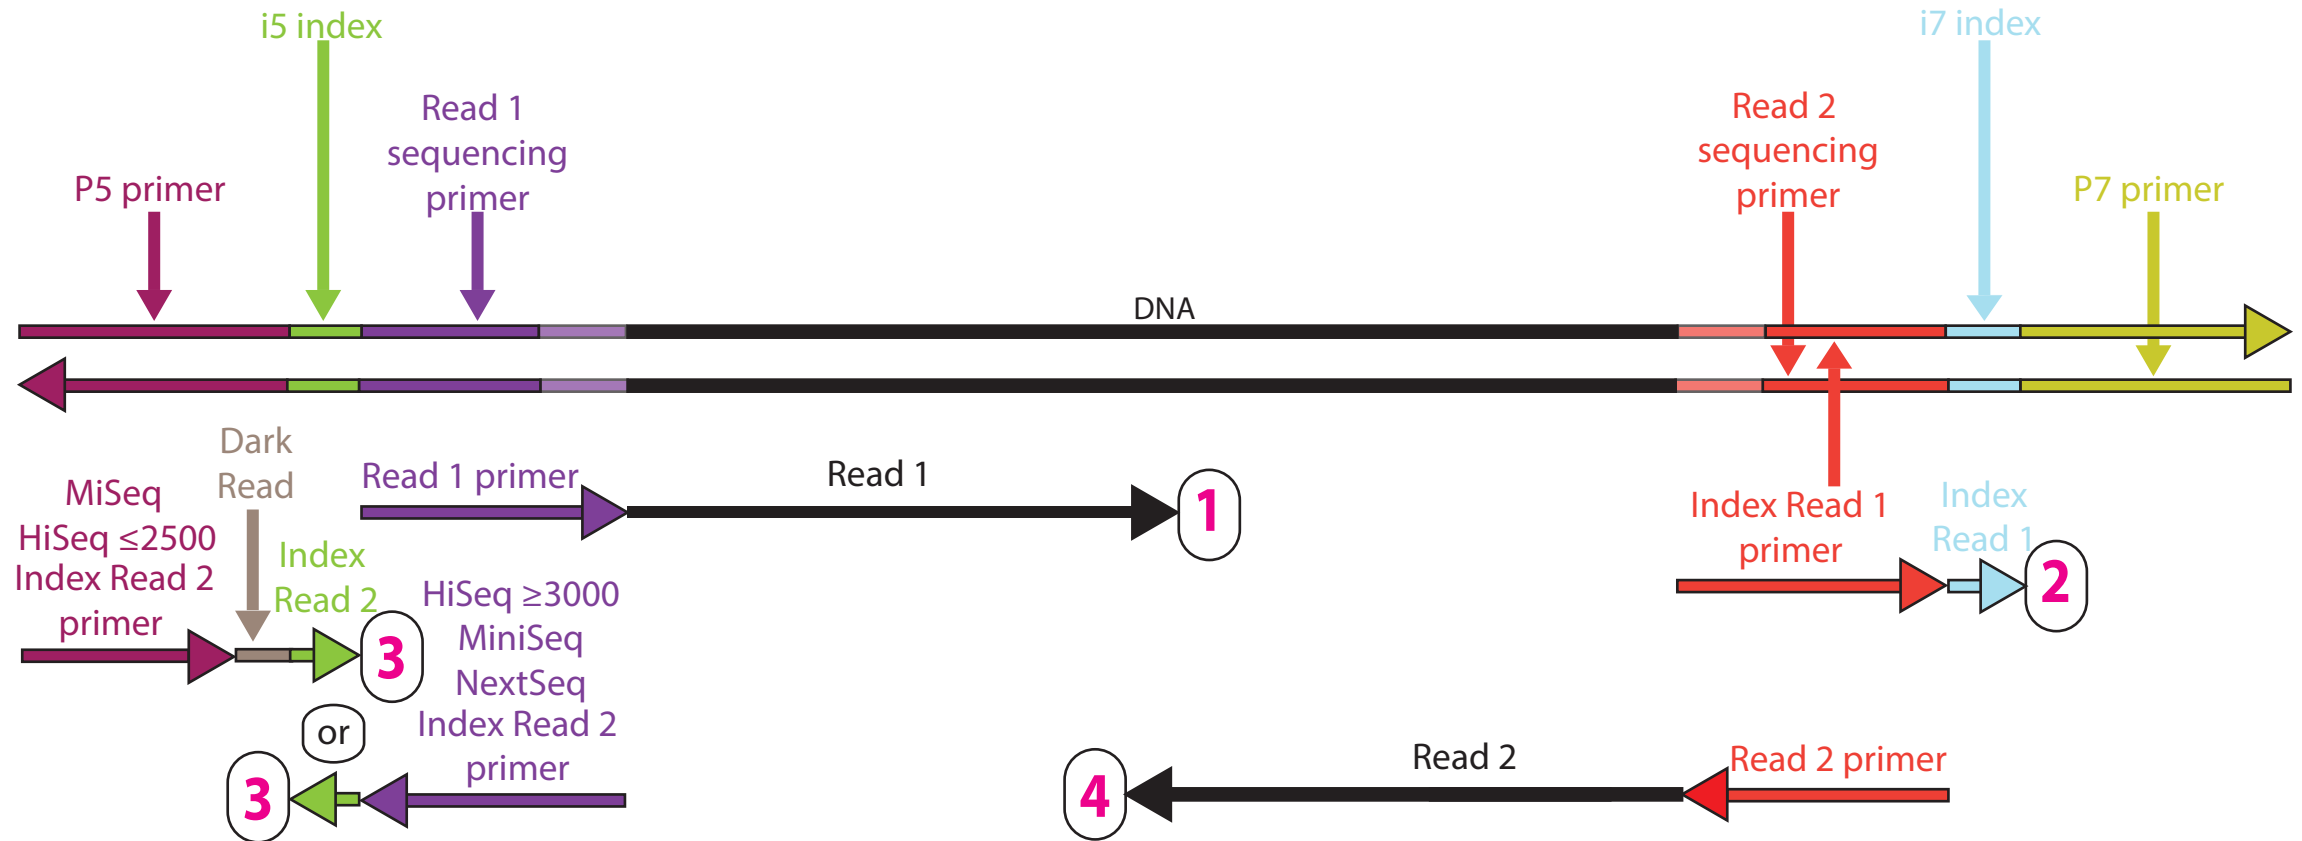 i5 index
i7 index
Read 1
sequencing
primer
Read 2
sequencing
primer
P5 primer
P7 primer
DNA
Dark
Read
MiSeq
HiSeq ≤2500
Index Read 2
primer
Index
Read 2
3
or
3
Read 1 primer
Read 1
1
HiSeq ≥3000
MiniSeq
NextSeq
Index Read 2
primer
Index Read 1
primer
Index
Read 1
2
4
Read 2
Read 2 primer